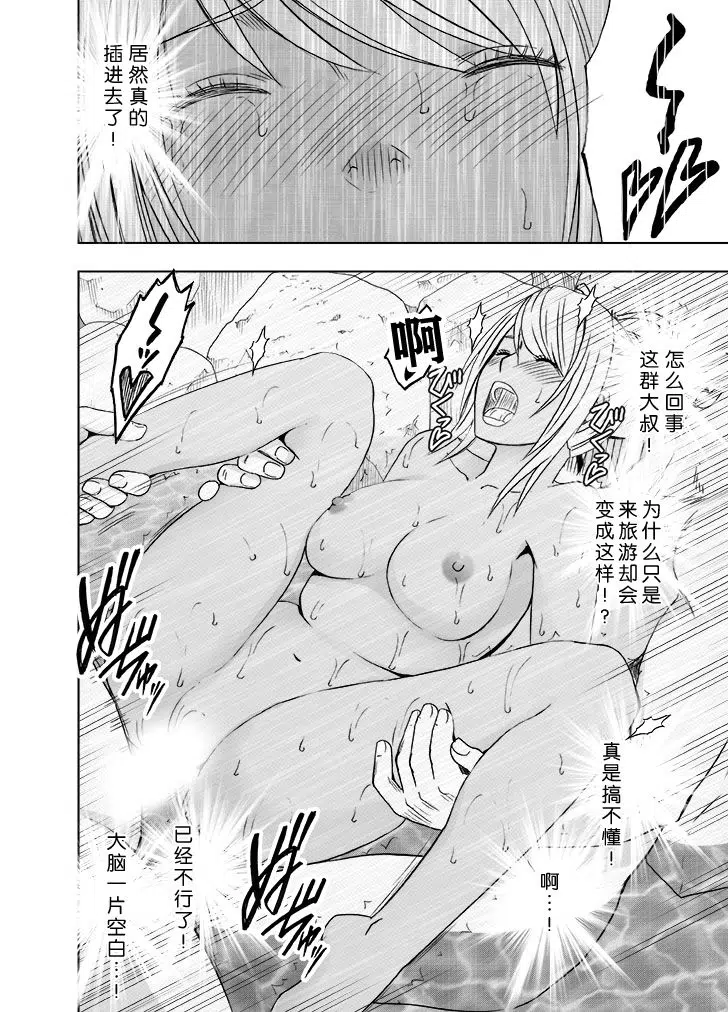 居然真的
插进去了！
啊
怎么回事
这群大叔！
为什么只是
来旅游却会
变成这样！？
真是搞不懂！
啊…！
已经不行了！
大脑一片空白…！